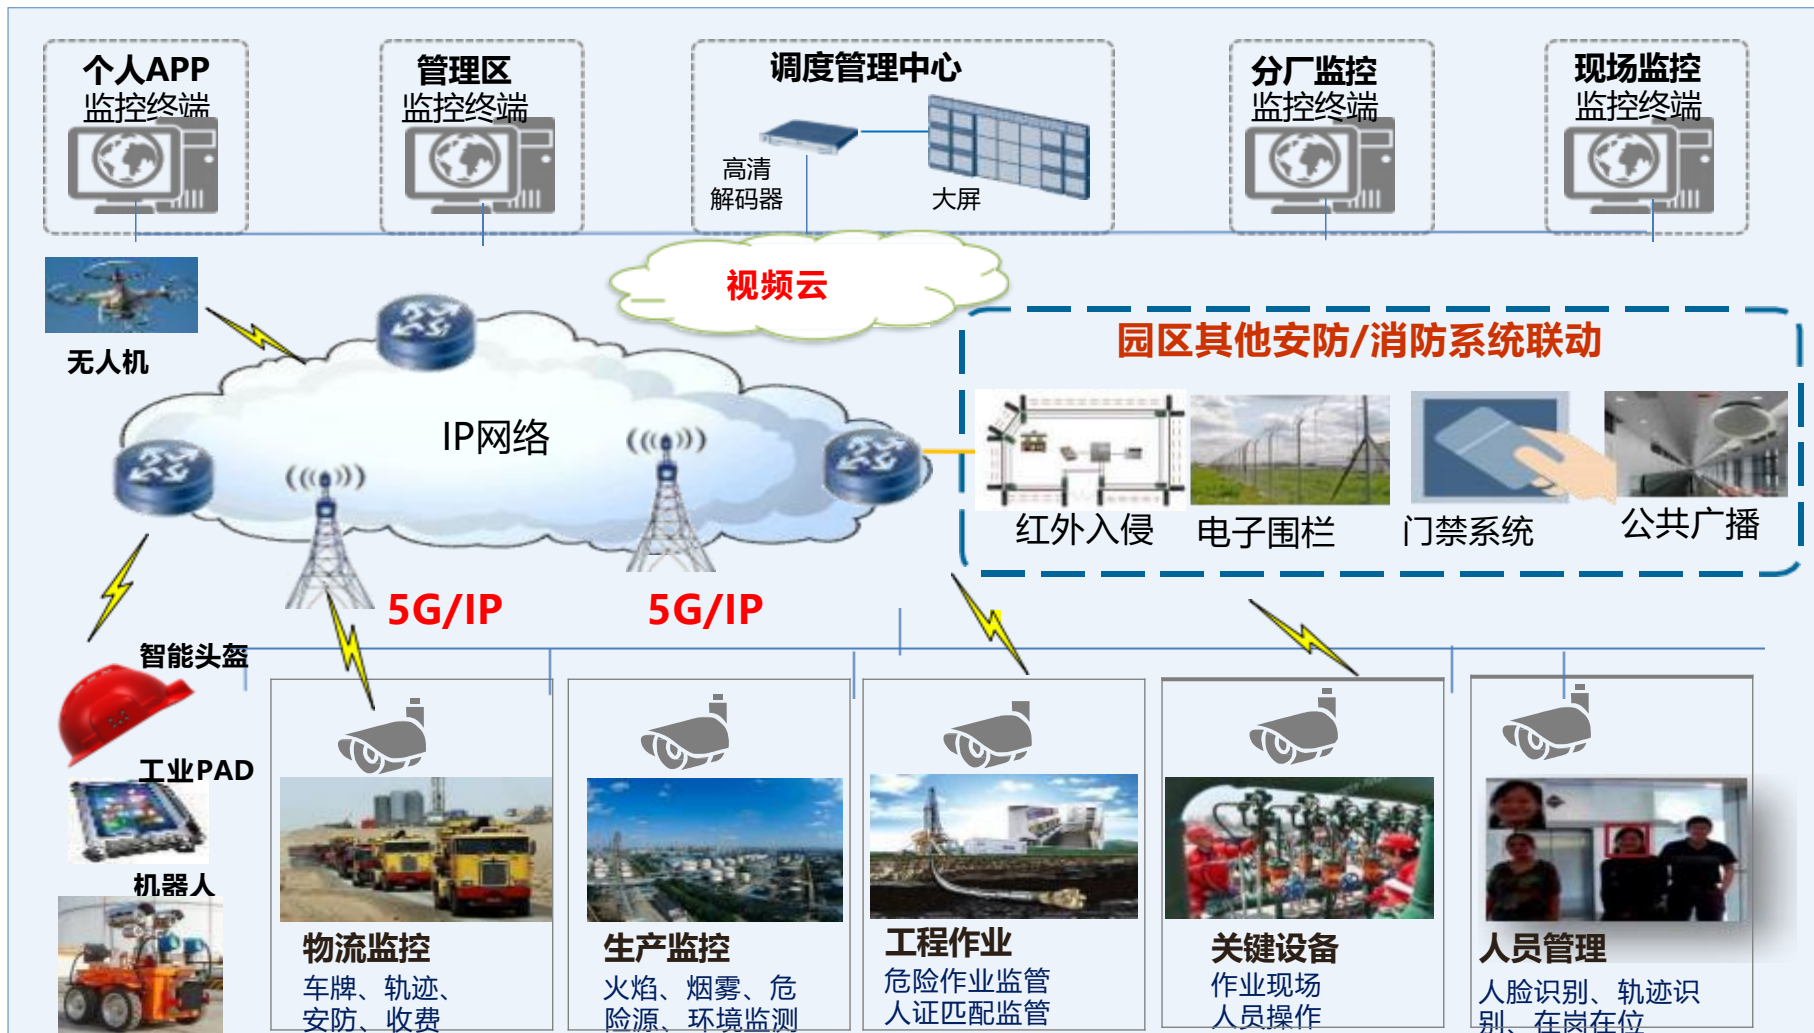 个人APP
监控终端
管理区
监控终端
调度管理中心
高清
解码器
大屏
分厂监控
监控终端
现场监控
监控终端
视频云
无人机
IP网络
园区其他安防/消防系统联动
红外入侵
电子围栏
门禁系统
公共广播
5G/IP
5G/IP
智能头盔
工业PAD
机器人
物流监控
车牌、轨迹、
安防、收费
生产监控
火焰、烟雾、危
险源、环境监测
工程作业
危险作业监管
人证匹配监管
关键设备
作业现场
人员操作
人员管理
人脸识别、轨迹识
别、在岗在位